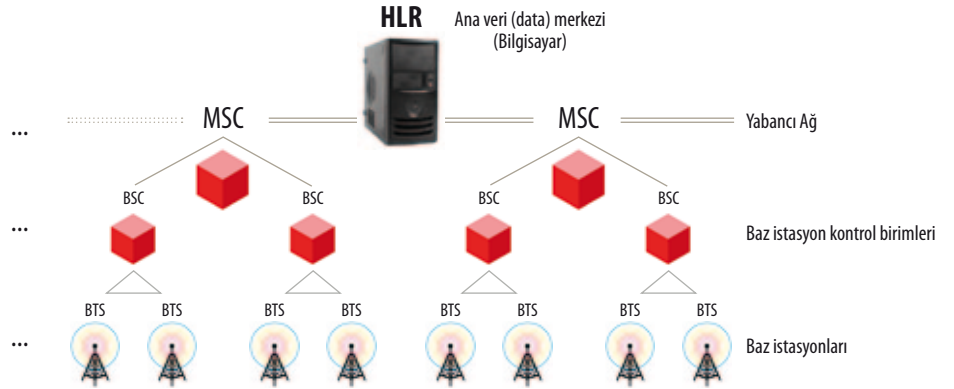 HLR Ana veri (data) merkezi
(Bilgisayar)
... MSC MSC Yabancı Ağ
BSC BSC BSC BSC
... Baz istasyon kontrol birimleri
BTS BTS BTS BTS BTS BTS BTS BTS
... Baz istasyonları